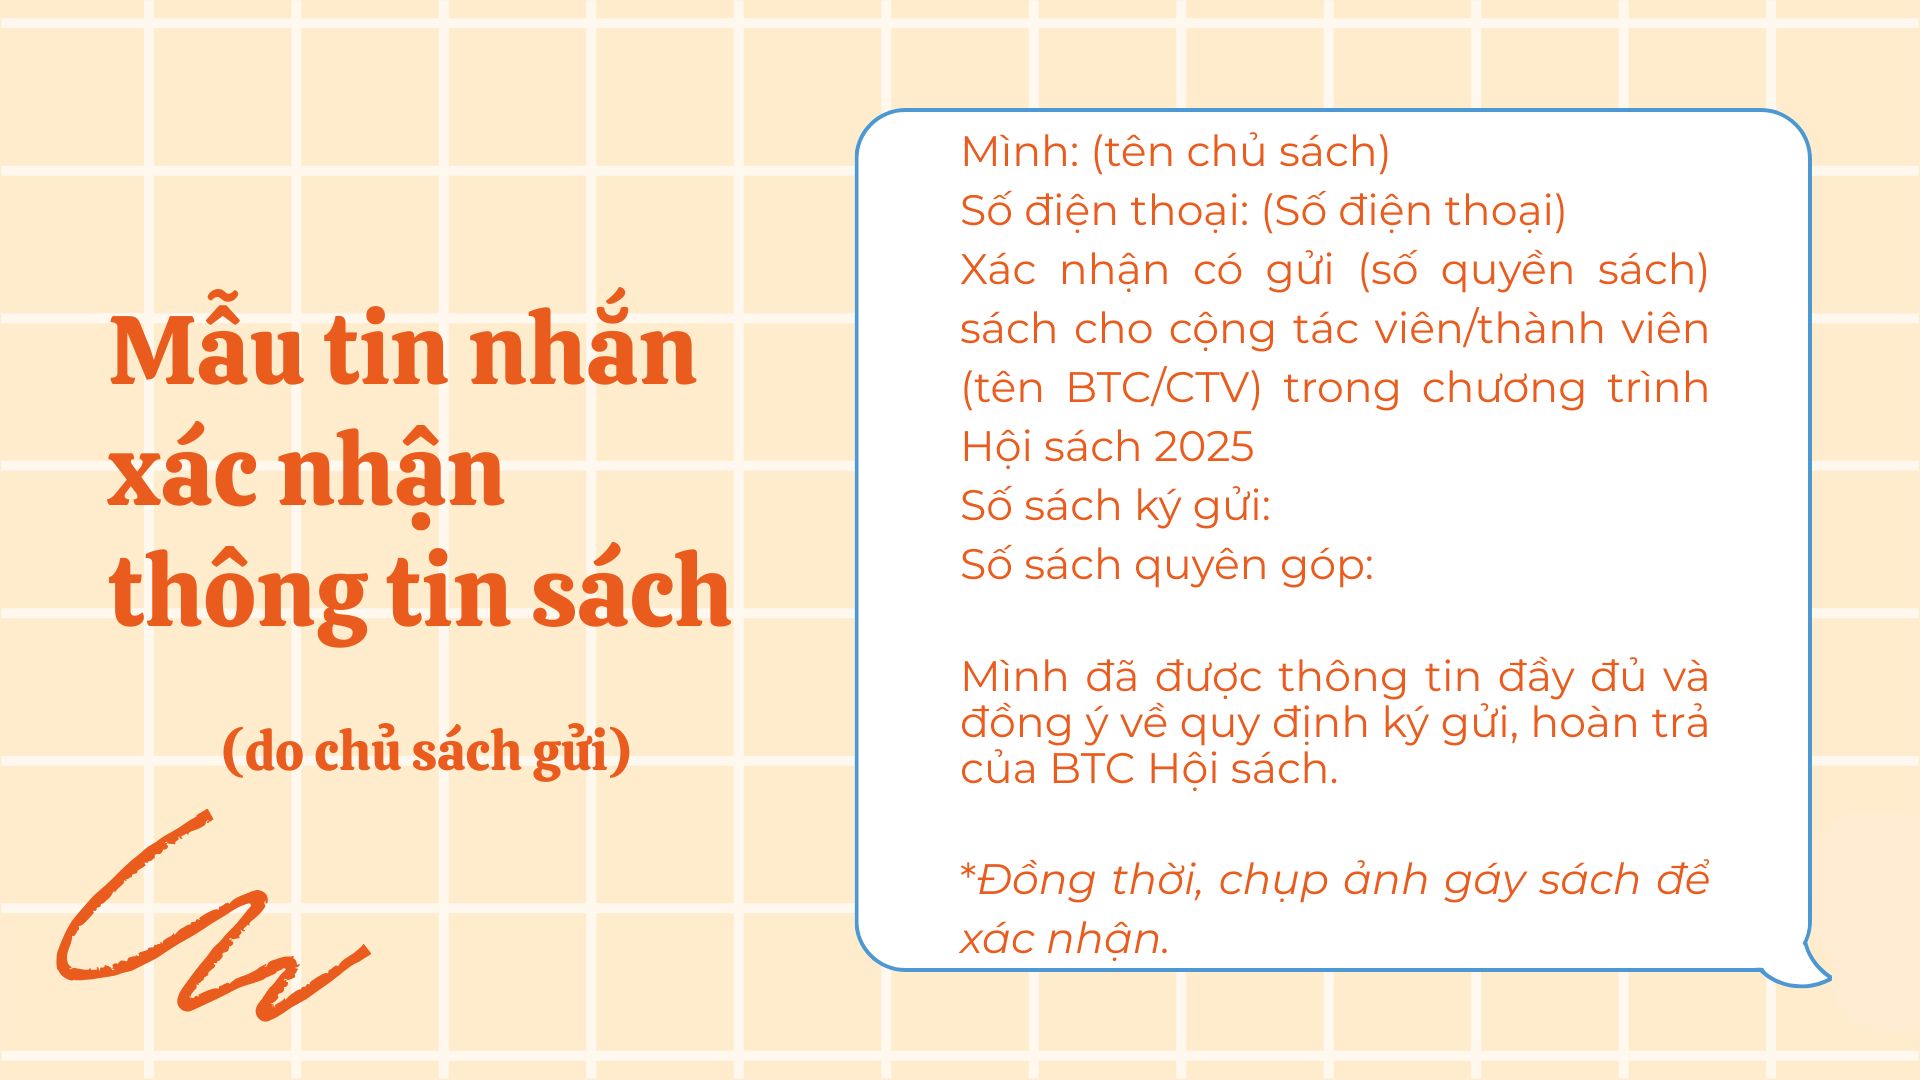 Mẫu tin nhắn
xác nhận
thông tin sách
(do chủ sách gửi)
Mình: (tên chủ sách)
Số điện thoại: (Số điện thoại)
Xác nhận có gửi (số quyền sách)
sách cho cộng tác viên/thành viên
(tên BTC/CTV) trong chương trình
Hội sách 2025
Số sách ký gửi:
Số sách quyên góp:
Mình đã được thông tin đầy đủ và
đồng ý về quy định ký gửi, hoàn trả
của BTC Hội sách.
*Đồng thời, chụp ảnh gáy sách để
xác nhận.